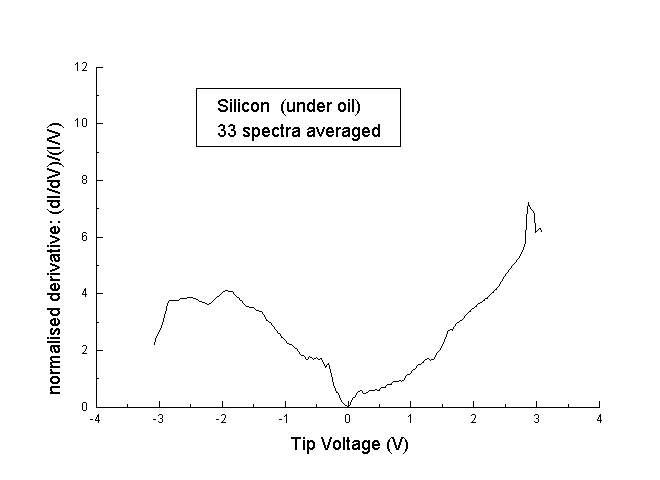 12
10
8
6
4
2
0
Silicon (under oil)
33 spectra averaged
normalised derivative: (dI/dV)/(I/V)
-4 -3 -2 -1 0 1 2 3 4
Tip Voltage (V)